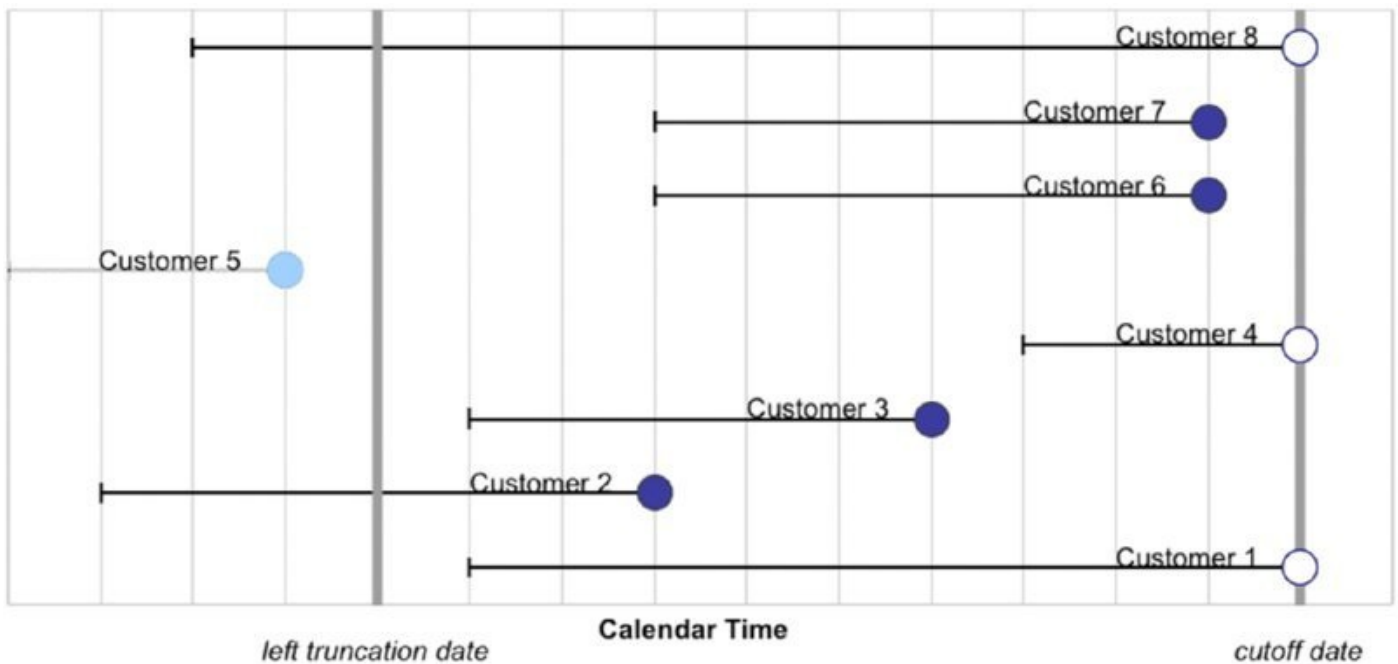 Customer 8
Customer 7
Customer 6
Customer 5
Customer 4
Customer 3
Customer 2
Customer 1
Calendar Time
left truncation date
cutoff date